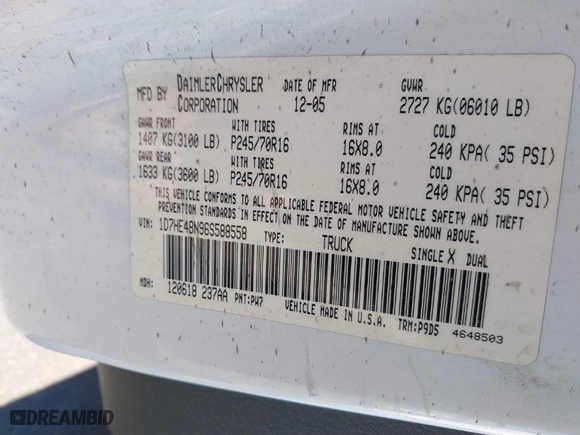 MFD BY DAIMLERCHRYSLER CORPORATION DATE OF MFR 12-05 GVWR 2727 KG(06010 LB)
GAWR FRONT WITH TIRES RIMS AT COLD
1407 KG(3100 LB) P245/70R16 16X8.0 240 KPA( 35 PSI)
GAWR REAR WITH TIRES RIMS AT COLD
1633 KG(3600 LB) P245/70R16 16X8.0 240 KPA( 35 PSI)
THIS VEHICLE CONFORMS TO ALL APPLICABLE FEDERAL MOTOR VEHICLE SAFETY AND THEFT
PREVENTION STANDARDS IN EFFECT ON THE DATE OF MANUFACTURE SHOWN ABOVE.
VIN: 1D7HE48N96S588558 TYPE: TRUCK SINGLE X DUAL
MDH: 120618 237AA PNT:PW7 VEHICLE MADE IN U.S.A. TRM:P9D5 4648503
DREAMBID